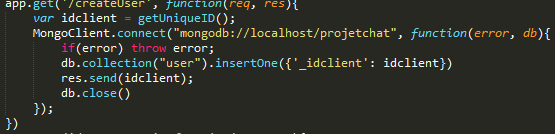 app.get('/createUser', function(req, res){
var idclient = getUniqueID();
MongoClient.connect("mongodb://localhost/projetchat", function(error, db){
if(error) throw error;
db.collection("user").insertOne({'_idclient': idclient})
res.send(idclient);
db.close()
});
})